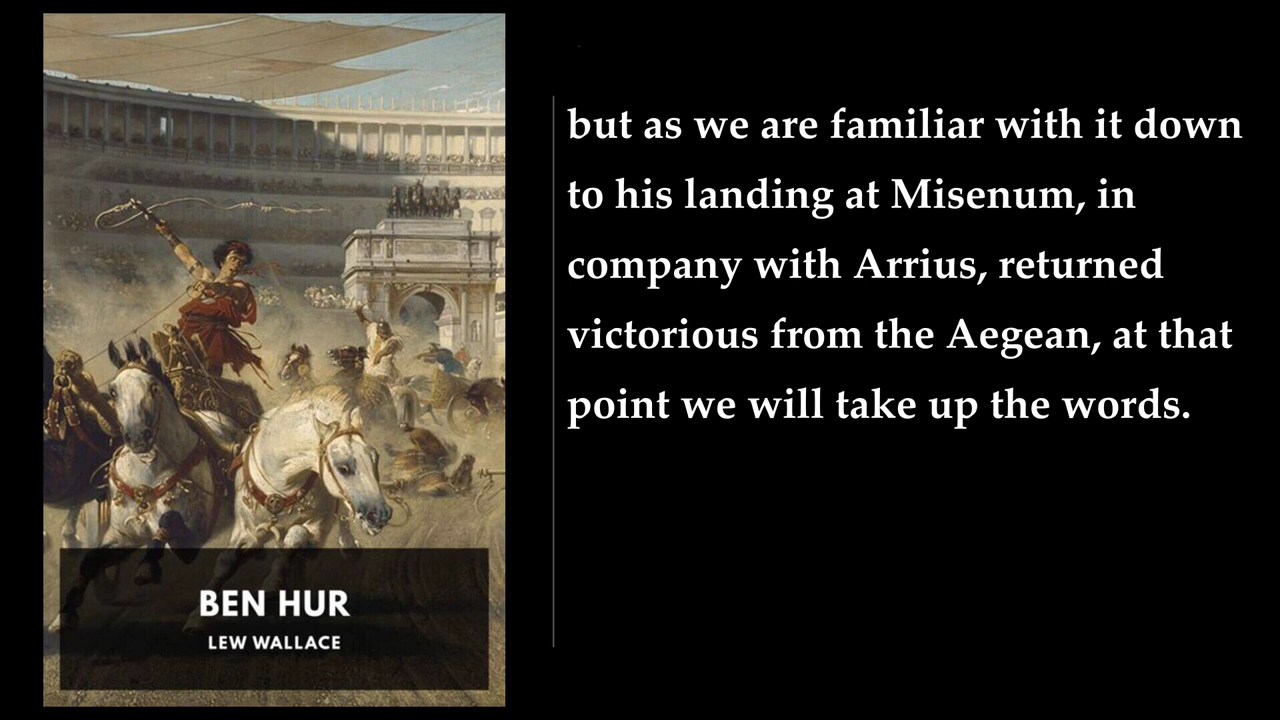 BEN HUR
LEW WALLACE
but as we are familiar with it down
to his landing at Misenum, in
company with Arrius, returned
victorious from the Aegean, at that
point we will take up the words.